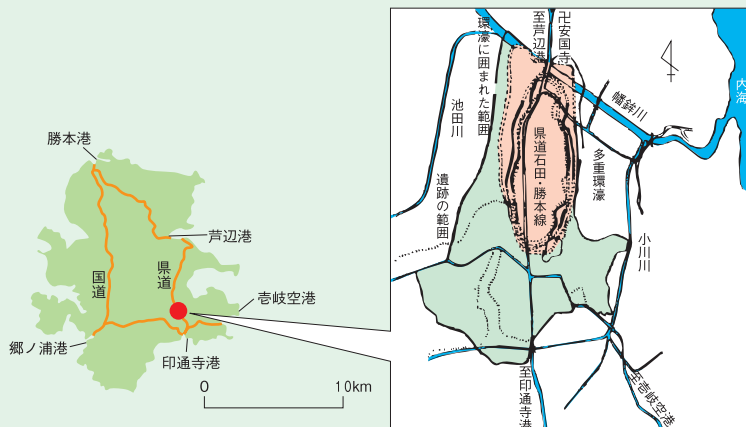 勝本港
芦辺港
国道
県道
壱岐空港
郷ノ浦港
印通寺港
0
10km
環濠に囲まれた範囲
至芦辺港
卍安国寺
内海
池田川
幡鉾川
県道石田・勝本線
多重環濠
遺跡の範囲
小川川
至印通寺港
至壱岐空港